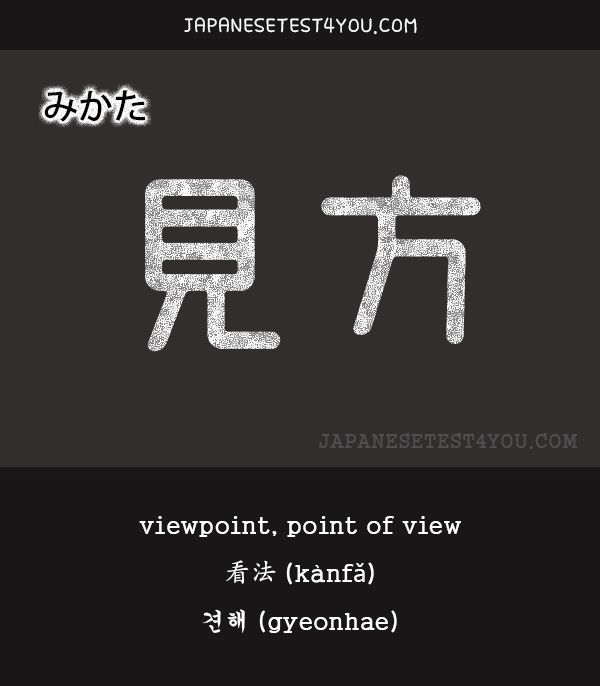 JAPANESETEST4YOU.COM
みかた
見方
JAPANESETEST4YOU.COM
viewpoint, point of view
看法 (kànfǎ)
견해 (gyeonhae)